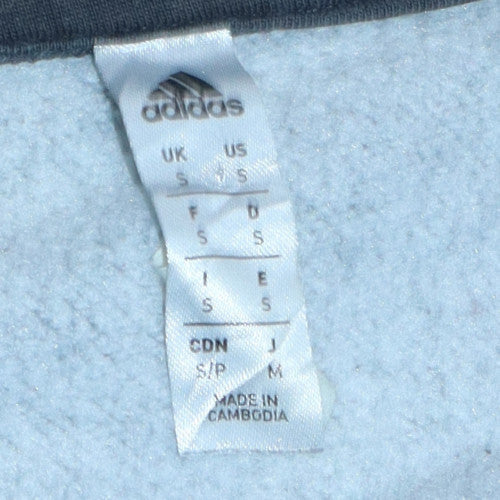 adidas
UK US
S S
F D
S S
I E
S S
CDN J
S/P M
MADE IN
CAMBODIA